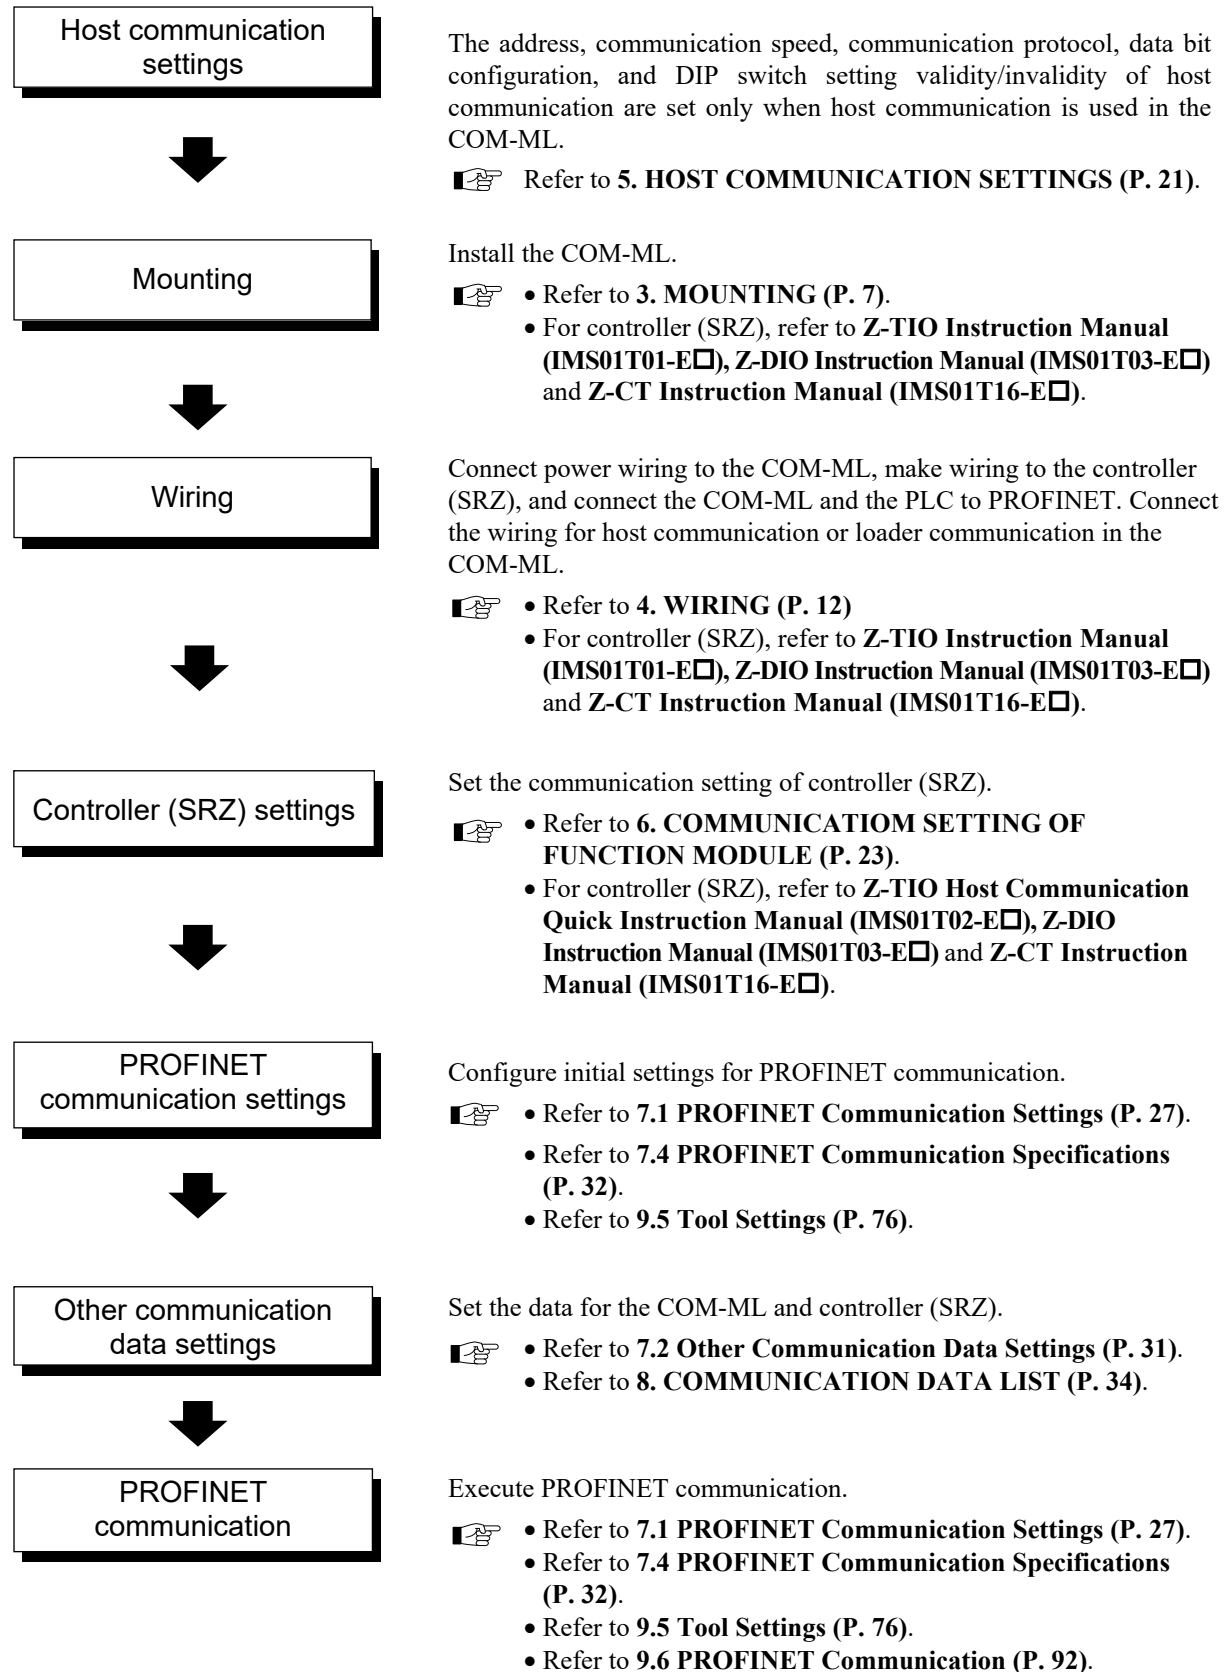 Host communication
settings
The address, communication speed, communication protocol, data bit
configuration, and DIP switch setting validity/invalidity of host
communication are set only when host communication is used in the
COM-ML.
Refer to 5. HOST COMMUNICATION SETTINGS (P. 21).
Mounting
Install the COM-ML.
• Refer to 3. MOUNTING (P. 7).
• For controller (SRZ), refer to Z-TIO Instruction Manual
(IMS01T01-E□), Z-DIO Instruction Manual (IMS01T03-E□)
and Z-CT Instruction Manual (IMS01T16-E□).
Wiring
Connect power wiring to the COM-ML, make wiring to the controller
(SRZ), and connect the COM-ML and the PLC to PROFINET. Connect
the wiring for host communication or loader communication in the
COM-ML.
• Refer to 4. WIRING (P. 12)
• For controller (SRZ), refer to Z-TIO Instruction Manual
(IMS01T01-E□), Z-DIO Instruction Manual (IMS01T03-E□)
and Z-CT Instruction Manual (IMS01T16-E□).
Controller (SRZ) settings
Set the communication setting of controller (SRZ).
• Refer to 6. COMMUNICATIOM SETTING OF
FUNCTION MODULE (P. 23).
• For controller (SRZ), refer to Z-TIO Host Communication
Quick Instruction Manual (IMS01T02-E□), Z-DIO
Instruction Manual (IMS01T03-E□) and Z-CT Instruction
Manual (IMS01T16-E□).
PROFINET
communication settings
Configure initial settings for PROFINET communication.
• Refer to 7.1 PROFINET Communication Settings (P. 27).
• Refer to 7.4 PROFINET Communication Specifications
(P. 32).
• Refer to 9.5 Tool Settings (P. 76).
Other communication
data settings
Set the data for the COM-ML and controller (SRZ).
• Refer to 7.2 Other Communication Data Settings (P. 31).
• Refer to 8. COMMUNICATION DATA LIST (P. 34).
PROFINET
communication
Execute PROFINET communication.
• Refer to 7.1 PROFINET Communication Settings (P. 27).
• Refer to 7.4 PROFINET Communication Specifications
(P. 32).
• Refer to 9.5 Tool Settings (P. 76).
• Refer to 9.6 PROFINET Communication (P. 92).